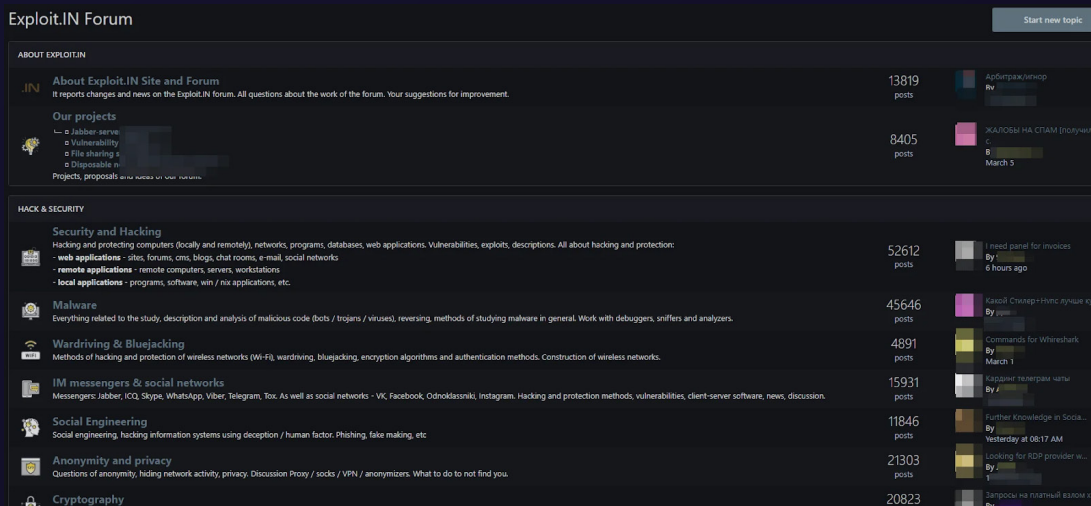 Exploit.IN Forum
Start new topic
ABOUT EXPLOIT.IN
.IN
About Exploit.IN Site and Forum
It reports changes and news on the Exploit.IN forum. All questions about the work of the forum. Your suggestions for improvement.
13819
posts
Арбитраж/игнор
By
Our projects
Jabber-serve
Vulnerability
File sharing s
Disposable
Projects, proposals and ideas of our forum.
8405
posts
ЖАЛОБЫ НА СПАМ [получил
с.
B
March 5
HACK & SECURITY
Security and Hacking
Hacking and protecting computers (locally and remotely), networks, programs, databases, web applications. Vulnerabilities, exploits, descriptions. All about hacking and protection:
- web applications - sites, forums, cms, blogs, chat rooms, e-mail, social networks
- remote applications - remote computers, servers, workstations
- local applications - programs, software, win / nix applications, etc.
52612
posts
I need panel for invoices
By
6 hours ago
Malware
Everything related to the study, description and analysis of malicious code (bots / trojans / viruses), reversing, methods of studying malware in general. Work with debuggers, sniffers and analyzers.
45646
posts
Какой Стилер+Hvnc лучше
By
WIFI
Wardriving & Bluejacking
Methods of hacking and protection of wireless networks (Wi-Fi), wardriving, bluejacking, encryption algorithms and authentication methods. Construction of wireless networks.
4891
posts
Commands for Whireshark
By
March 1
IM messengers & social networks
Messengers: Jabber, ICQ, Skype, WhatsApp, Viber, Telegram, Tox. As well as social networks - VK, Facebook, Odnoklassniki, Instagram. Hacking and protection methods, vulnerabilities, client-server software, news, discussion.
15931
posts
Кардинг телеграм чаты
By
Social Engineering
Social engineering, hacking information systems using deception / human factor. Phishing, fake making, etc
11846
posts
Further Knowledge in Socia...
By
Yesterday at 08:17 AM
Anonymity and privacy
Questions of anonymity, hiding network activity, privacy. Discussion Proxy / socks / VPN / anonymizers. What to do to not find you.
21303
posts
Looking for RDP provider w...
By
1
Cryptography
20823
Запросы на платный взлом
By